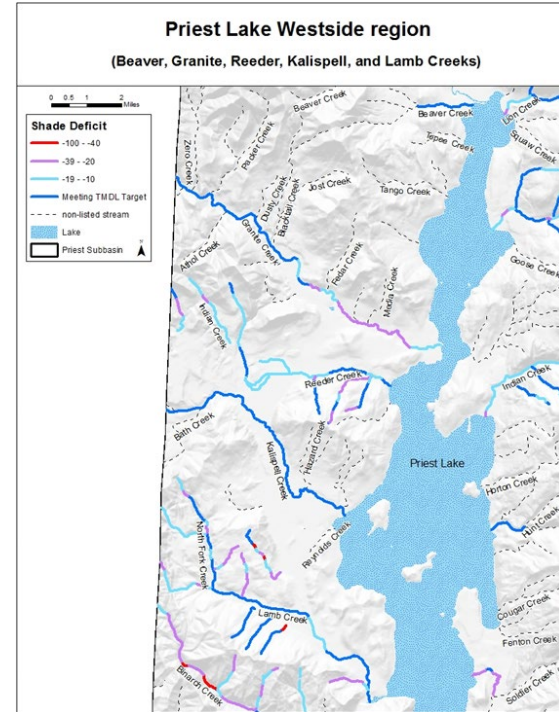 Priest Lake Westside region
(Beaver, Granite, Reeder, Kalispell, and Lamb Creeks)
0 0.5 1 2
Miles
Shade Deficit
-100 - -40
-39 - -20
-19 - -10
Meeting TMDL Target
non-listed stream
Lake
Priest Subbasin
N
Beaver Creek
Beaver Creek
Lion Creek
Zero Creek
Packer Creek
Tepee Creek
Squaw Creek
Dusty Creek
Blacktail Creek
Jost Creek
Tango Creek
Granite Creek
Athol Creek
Fedar Creek
Media Creek
Goose Creek
Indian Creek
Reeder Creek
Indian Creek
Bath Creek
Kalispell Creek
Hazard Creek
Priest Lake
Horton Creek
Hunt Creek
Reynolds Creek
North Fork Creek
Lamb Creek
Cougar Creek
Fenton Creek
Binarch Creek
Soldier Creek